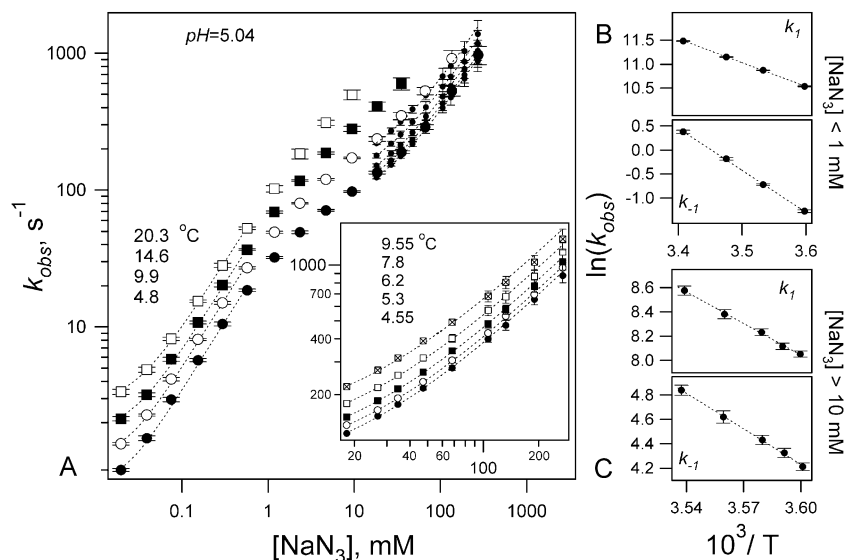 A
pH=5.04
1000
100
10
1
k_obs, s⁻¹
20.3 °C
14.6
9.9
4.8
0.1
1
10
100
1000
[NaN₃], mM
9.55 °C
7.8
6.2
5.3
4.55
1000
700
400
200
20
30
50
70
100
200
B
k₁
11.5
11.0
10.5
0.5
0.0
-0.5
-1.0
k₋₁
3.4
3.5
3.6
[NaN₃] < 1 mM
ln(k_obs)
k₁
8.6
8.4
8.2
8.0
4.8
4.6
4.4
4.2
k₋₁
C
3.54
3.57
3.60
[NaN₃] > 10 mM
10³/ T